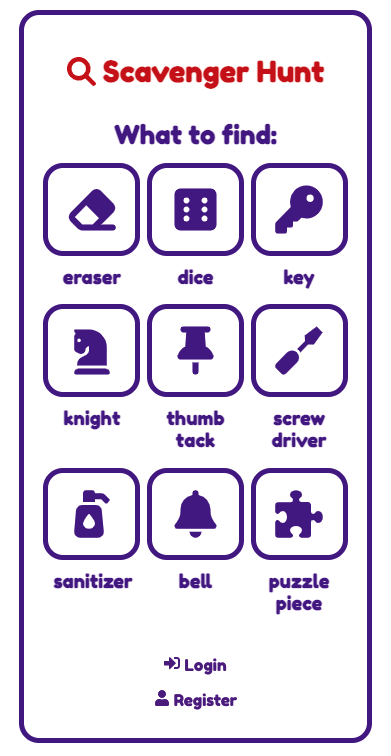 Scavenger Hunt
What to find:
eraser dice key
knight thumb tack screw driver
sanitizer bell puzzle piece
Login
Register